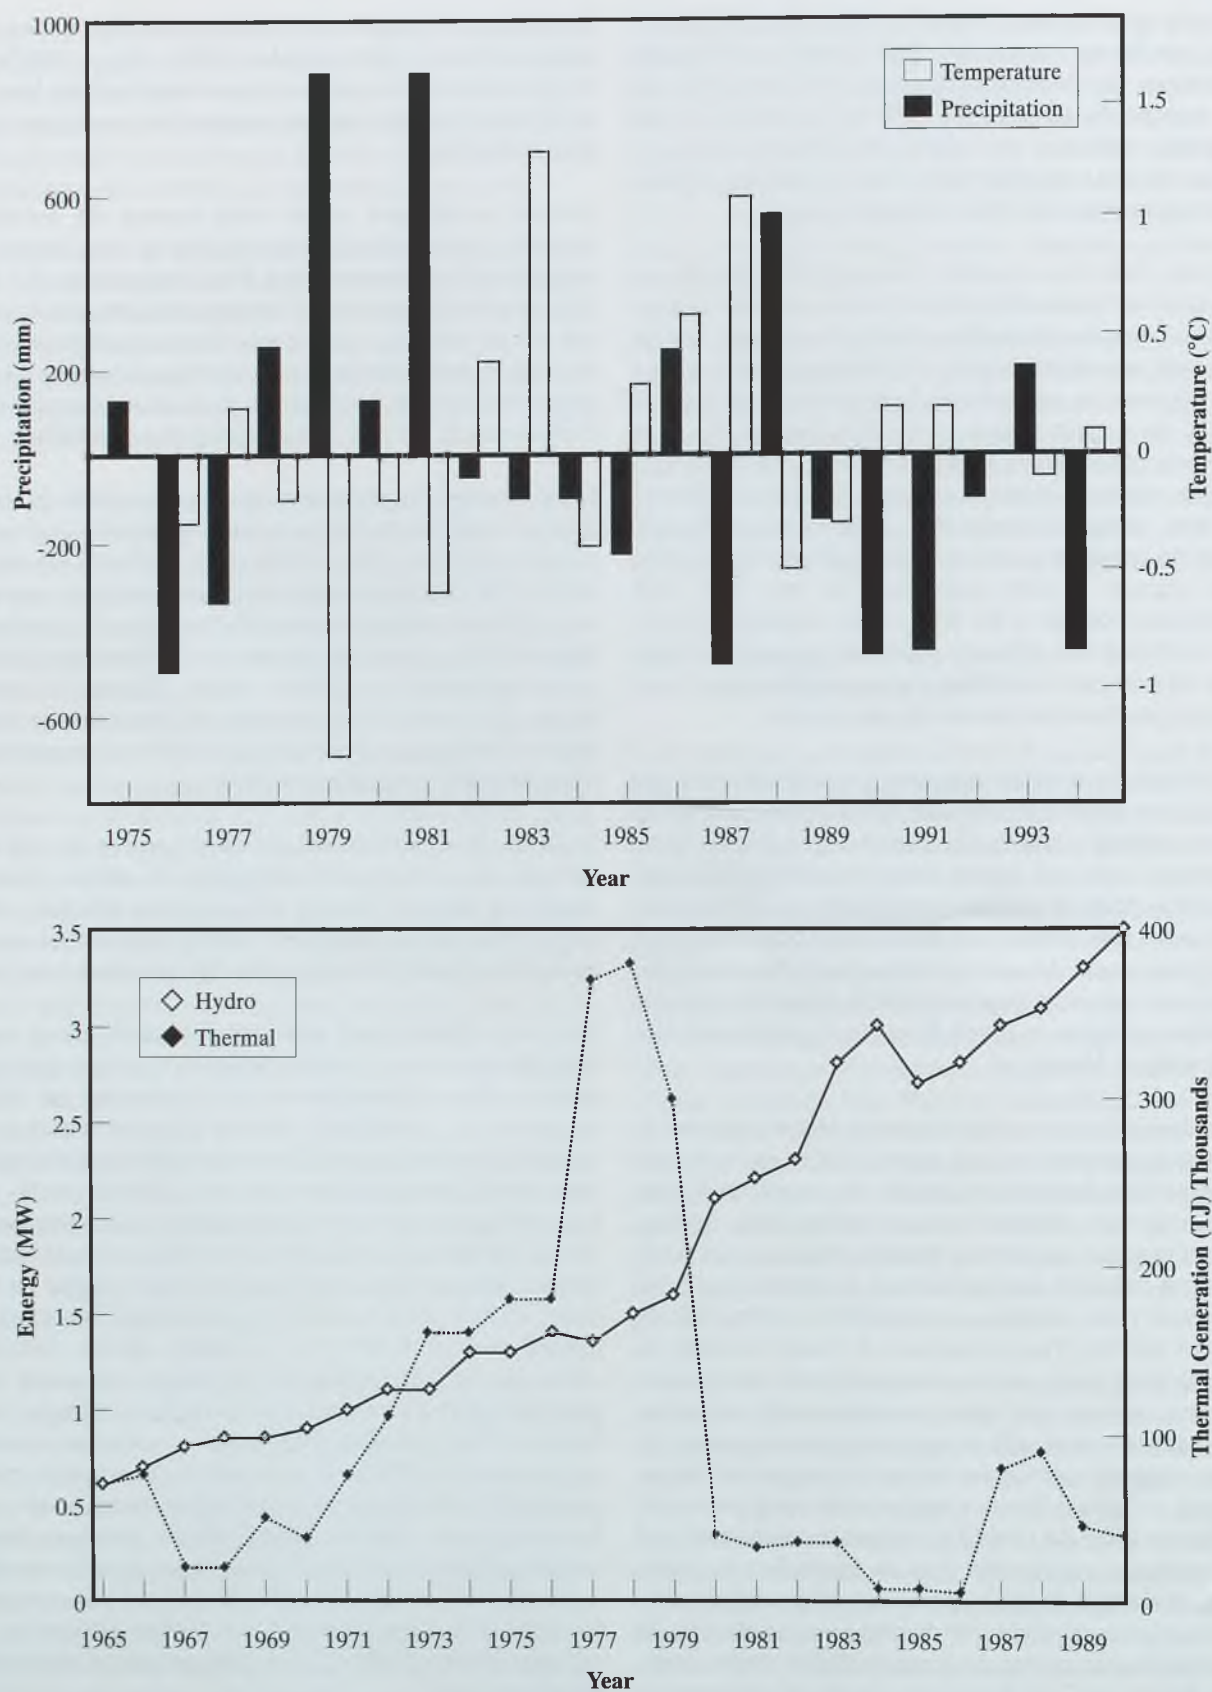 1000
600
200
-200
-600
Precipitation (mm)
Temperature
Precipitation
1.5
1
0.5
0
-0.5
-1
Temperature (°C)
1975 1977 1979 1981 1983 1985 1987 1989 1991 1993
Year
3.5
3
2.5
2
1.5
1
0.5
0
Energy (MW)
Hydro
Thermal
400
300
200
100
0
Thermal Generation (TJ) Thousands
1965 1967 1969 1971 1973 1975 1977 1979 1981 1983 1985 1987 1989
Year